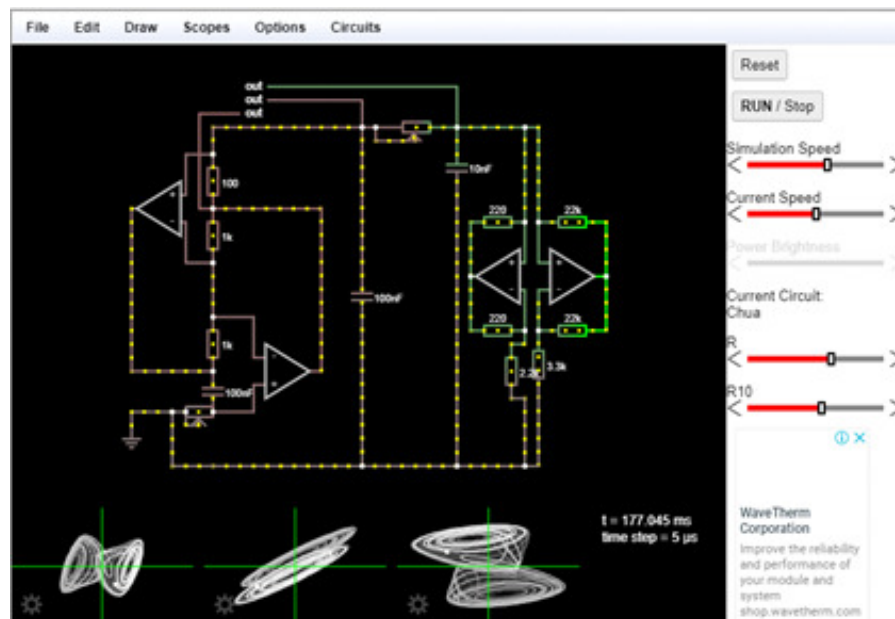 File Edit Draw Scopes Options Circuits
Reset
RUN / Stop
Simulation Speed
Current Speed
Power Brightness
Current Circuit:
Chua
R
R10
out
out
out
100
1k
1k
100nF
100nF
10nF
220
22k
220
22k
3.3k
t = 177.045 ms
time step = 5 µs
WaveTherm
Corporation
Improve the reliability
and performance of
your module and
system
shop.wavetherm.com